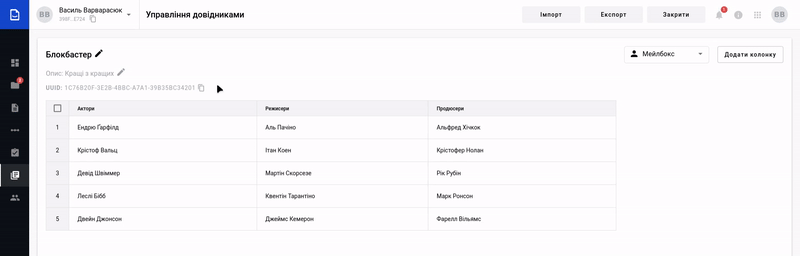 ВВ Василь Варварасюк
398F...E724
Управління довідниками
Імпорт
Експорт
Закрити
ВВ
Блокбастер
Мейлбокс
Додати колонку
Опис: Кращі з кращих
UUID: 1C76B20F-3E2B-4BBC-A7A1-39B35BC34201
Актори Режисери Продюсери
1 Ендрю Гарфілд Аль Пачіно Альфред Хічкок
2 Крістоф Вальц Ітан Коен Крістофер Нолан
3 Девід Швіммер Мартін Скорсезе Рік Рубін
4 Леслі Бібб Квентін Тарантіно Марк Ронсон
5 Двейн Джонсон Джеймс Кемерон Фарелл Вільямс